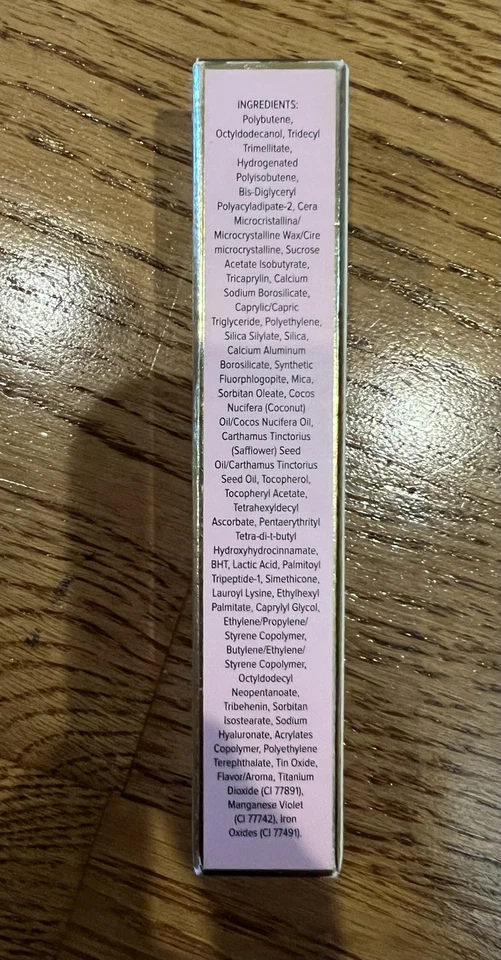 INGREDIENTS:
Polybutene,
Octyldodecanol, Tridecyl
Trimellitate,
Hydrogenated
Polyisobutene,
Bis-Diglyceryl
Polyacyladipate-2, Cera
Microcristallina/
Microcrystalline Wax/Cire
microcrystalline, Sucrose
Acetate Isobutyrate,
Tricaprylin, Calcium
Sodium Borosilicate,
Caprylic/Capric
Triglyceride, Polyethylene,
Silica Silylate, Silica,
Calcium Aluminum
Borosilicate, Synthetic
Fluorphlogopite, Mica,
Sorbitan Oleate, Cocos
Nucifera (Coconut)
Oil/Cocos Nucifera Oil,
Carthamus Tinctorius
(Safflower) Seed
Oil/Carthamus Tinctorius
Seed Oil, Tocopherol,
Tocopheryl Acetate,
Tetrahexyldecyl
Ascorbate, Pentaerythrityl
Tetra-di-t-butyl
Hydroxyhydrocinnamate,
BHT, Lactic Acid, Palmitoyl
Tripeptide-1, Simethicone,
Lauroyl Lysine, Ethylhexyl
Palmitate, Caprylyl Glycol,
Ethylene/Propylene/
Styrene Copolymer,
Butylene/Ethylene/
Styrene Copolymer,
Octyldodecyl
Neopentanoate,
Tribehenin, Sorbitan
Isostearate, Sodium
Hyaluronate, Acrylates
Copolymer, Polyethylene
Terephthalate, Tin Oxide,
Flavor/Aroma, Titanium
Dioxide (CI 77891),
Manganese Violet
(CI 77742), Iron
Oxides (CI 77491).